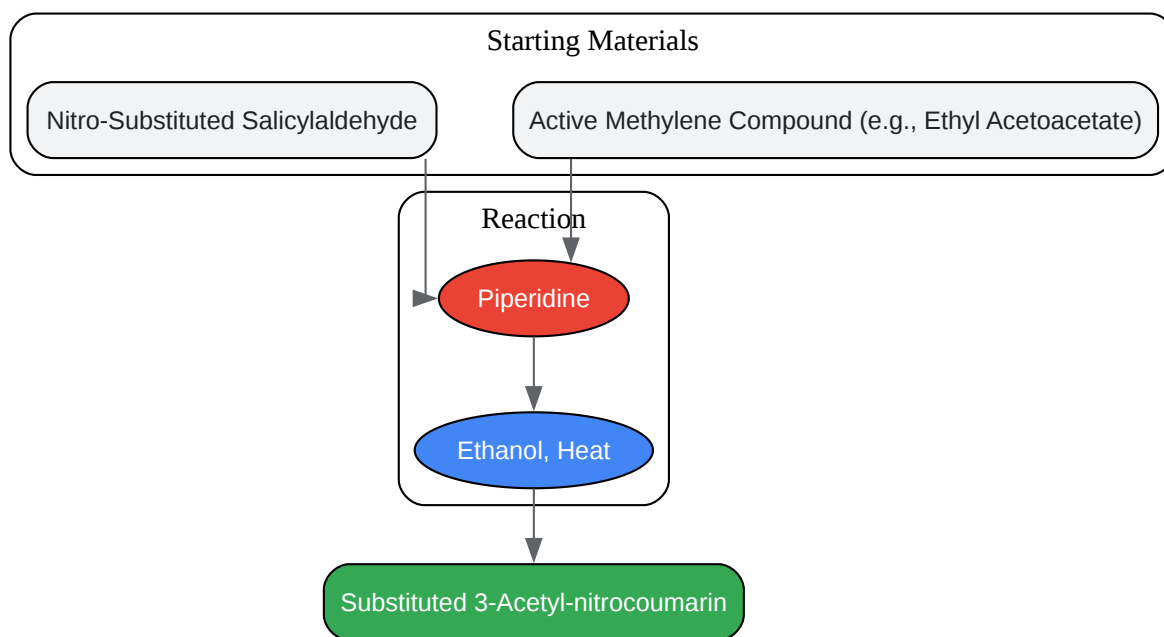 Starting Materials
Nitro-Substituted Salicylaldehyde
Active Methylene Compound (e.g., Ethyl Acetoacetate)
Reaction
Piperidine
Ethanol, Heat
Substituted 3-Acetyl-nitrocoumarin